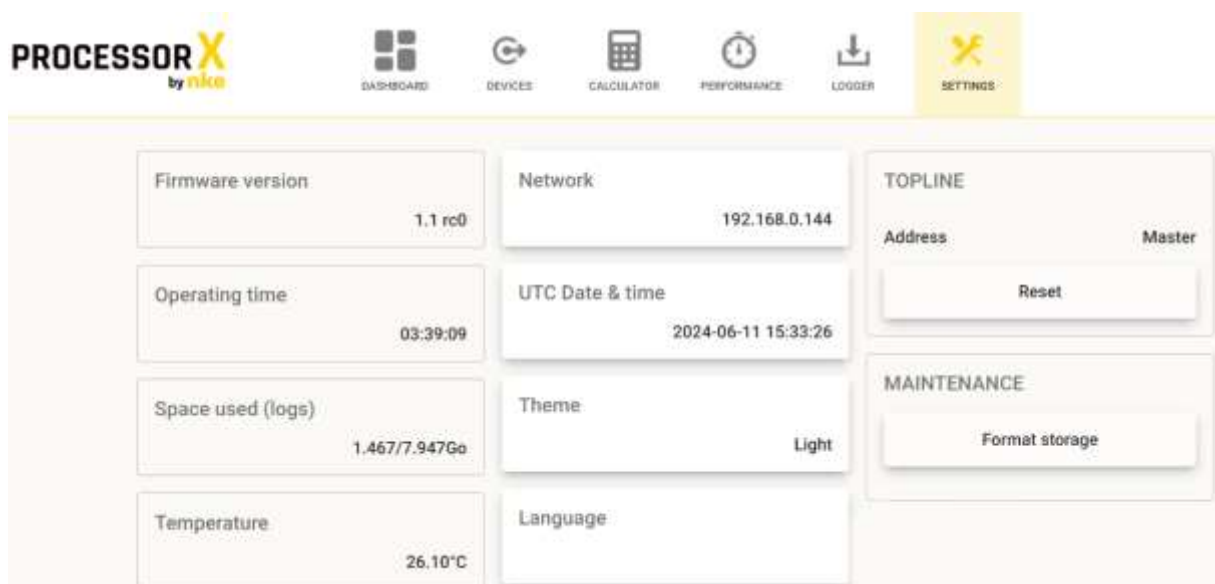 PROCESSOR X
by nke
DASHBOARD
DEVICES
CALCULATOR
PERFORMANCE
LOGGER
SETTINGS
Firmware version
1.1 rc0
Operating time
03:39:09
Space used (logs)
1.467/7.947Go
Temperature
26.10°C
Network
192.168.0.144
UTC Date & time
2024-06-11 15:33:26
Theme
Light
Language
TOPLINE
Address Master
Reset
MAINTENANCE
Format storage